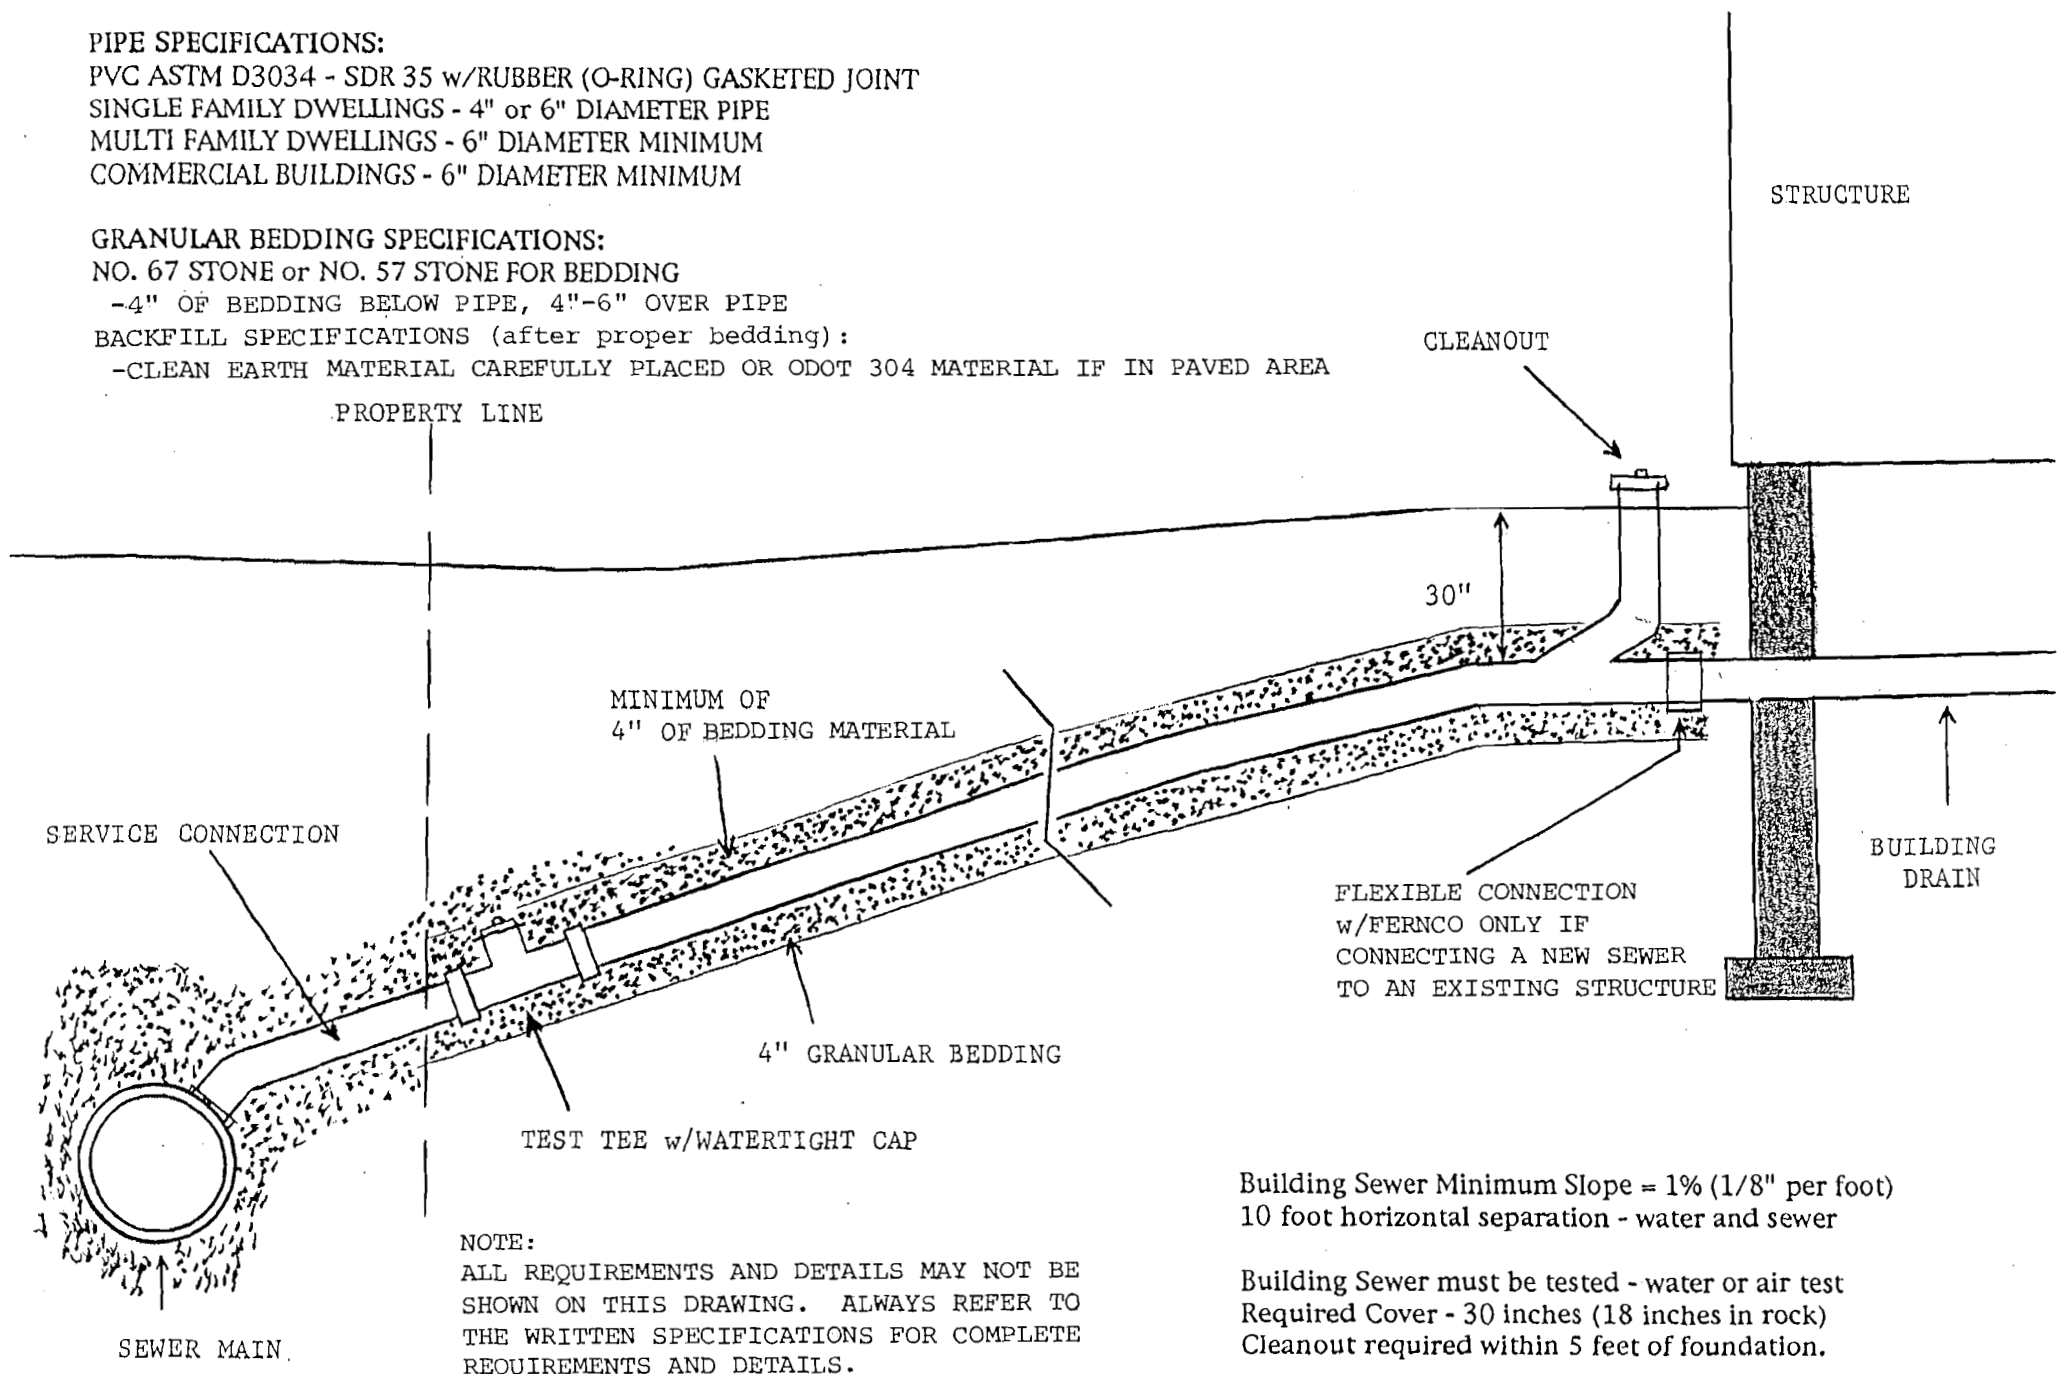 PIPE SPECIFICATIONS:
PVC ASTM D3034 - SDR 35 w/RUBBER (O-RING) GASKETED JOINT
SINGLE FAMILY DWELLINGS - 4" or 6" DIAMETER PIPE
MULTI FAMILY DWELLINGS - 6" DIAMETER MINIMUM
COMMERCIAL BUILDINGS - 6" DIAMETER MINIMUM
STRUCTURE
GRANULAR BEDDING SPECIFICATIONS:
NO. 67 STONE or NO. 57 STONE FOR BEDDING
-4" OF BEDDING BELOW PIPE, 4"-6" OVER PIPE
BACKFILL SPECIFICATIONS (after proper bedding):
-CLEAN EARTH MATERIAL CAREFULLY PLACED OR ODOT 304 MATERIAL IF IN PAVED AREA
CLEANOUT
PROPERTY LINE
30"
MINIMUM OF
4" OF BEDDING MATERIAL
SERVICE CONNECTION
BUILDING
DRAIN
FLEXIBLE CONNECTION
w/FERNCO ONLY IF
CONNECTING A NEW SEWER
TO AN EXISTING STRUCTURE
4" GRANULAR BEDDING
TEST TEE w/WATERTIGHT CAP
Building Sewer Minimum Slope = 1% (1/8" per foot)
10 foot horizontal separation - water and sewer
Building Sewer must be tested - water or air test
Required Cover - 30 inches (18 inches in rock)
Cleanout required within 5 feet of foundation.
NOTE:
ALL REQUIREMENTS AND DETAILS MAY NOT BE
SHOWN ON THIS DRAWING. ALWAYS REFER TO
THE WRITTEN SPECIFICATIONS FOR COMPLETE
REQUIREMENTS AND DETAILS.
SEWER MAIN